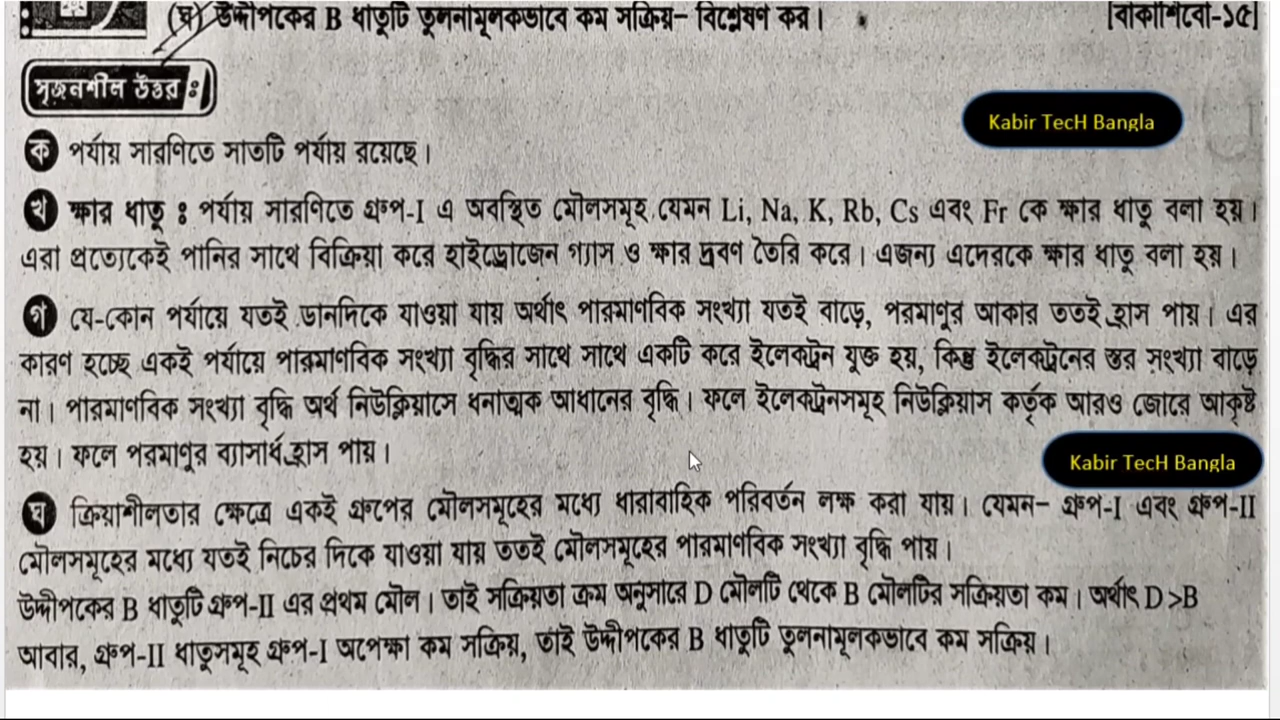 (ঘ) উদ্দীপকের B ধাতুটি তুলনামূলকভাবে কম সক্রিয়– বিশ্লেষণ কর।
[বাকাশিবো-১৫]
সৃজনশীল উত্তর ঃ
Kabir TecH Bangla
ক পর্যায় সারণিতে সাতটি পর্যায় রয়েছে।
খ ক্ষার ধাতু ঃ পর্যায় সারণিতে গ্রুপ-I এ অবস্থিত মৌলসমূহ যেমন Li, Na, K, Rb, Cs এবং Fr কে ক্ষার ধাতু বলা হয়।
এরা প্রত্যেকেই পানির সাথে বিক্রিয়া করে হাইড্রোজেন গ্যাস ও ক্ষার দ্রবণ তৈরি করে। এজন্য এদেরকে ক্ষার ধাতু বলা হয়।
গ যে-কোন পর্যায়ে যতই ডানদিকে যাওয়া যায় অর্থাৎ পারমাণবিক সংখ্যা যতই বাড়ে, পরমাণুর আকার ততই হ্রাস পায়। এর
কারণ হচ্ছে একই পর্যায়ে পারমাণবিক সংখ্যা বৃদ্ধির সাথে সাথে একটি করে ইলেকট্রন যুক্ত হয়, কিন্তু ইলেকট্রনের স্তর সংখ্যা বাড়ে
না। পারমাণবিক সংখ্যা বৃদ্ধি অর্থ নিউক্লিয়াসে ধনাত্মক আধানের বৃদ্ধি। ফলে ইলেকট্রনসমূহ নিউক্লিয়াস কর্তৃক আরও জোরে আকৃষ্ট
হয়। ফলে পরমাণুর ব্যাসার্ধ হ্রাস পায়।
Kabir TecH Bangla
ঘ ক্রিয়াশীলতার ক্ষেত্রে একই গ্রুপের মৌলসমূহের মধ্যে ধারাবাহিক পরিবর্তন লক্ষ করা যায়। যেমন– গ্রুপ-I এবং গ্রুপ-II
মৌলসমূহের মধ্যে যতই নিচের দিকে যাওয়া যায় ততই মৌলসমূহের পারমাণবিক সংখ্যা বৃদ্ধি পায়।
উদ্দীপকের B ধাতুটি গ্রুপ-II এর প্রথম মৌল। তাই সক্রিয়তা ক্রম অনুসারে D মৌলটি থেকে B মৌলটির সক্রিয়তা কম। অর্থাৎ D >B
আবার, গ্রুপ-II ধাতুসমূহ গ্রুপ-I অপেক্ষা কম সক্রিয়, তাই উদ্দীপকের B ধাতুটি তুলনামূলকভাবে কম সক্রিয়।